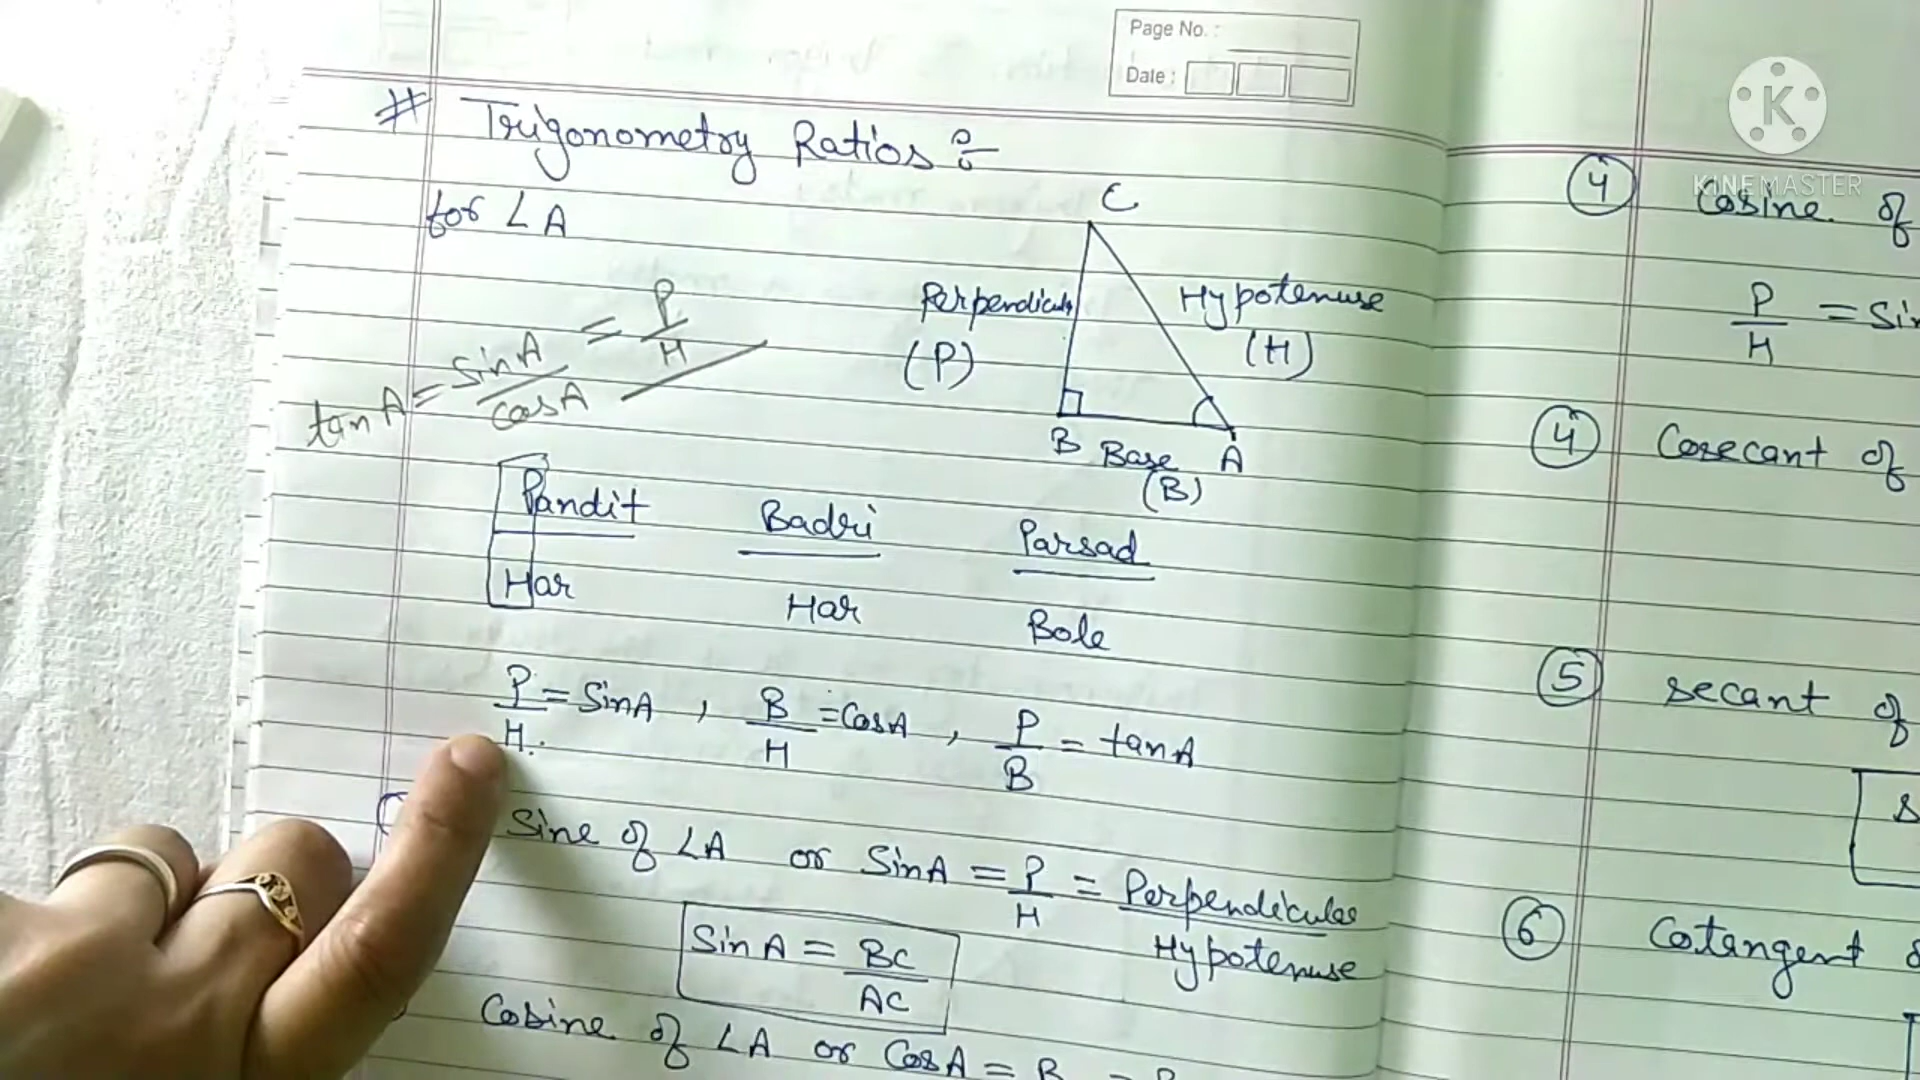 Page No. :
Date :
K
KINEMASTER
# Trigonometry Ratios :-
for ∠A
C
Perpendicular
(P)
Hypotenuse
(H)
B Base A
(B)
tan A = sin A / cos A = P / H
Pandit Badri Parsad
Har Har Bole
P/H = Sin A , B/H = Cos A , P/B = tan A
Sine of ∠A or Sin A = P/H = Perpendicular / Hypotenuse
Sin A = BC / AC
Cosine of ∠A or Cos A = B =
4 Cosine of
P/H = Sin
4 Cosecant of
5 secant of
6 Cotangent